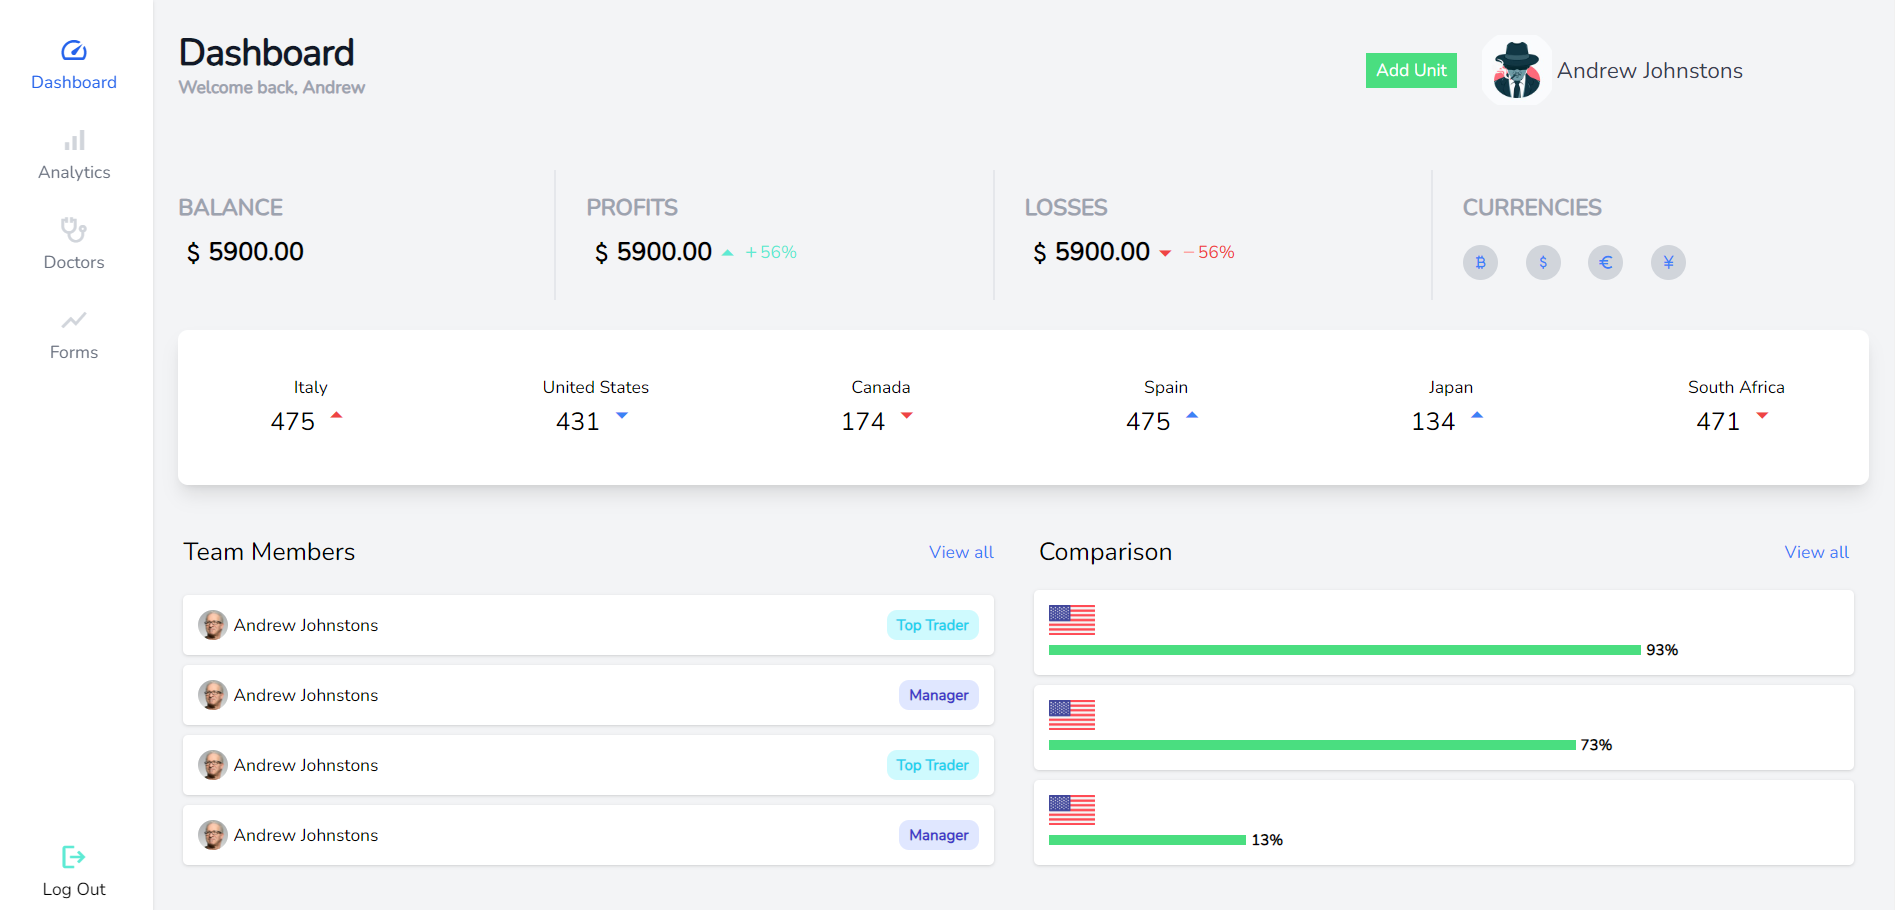 Dashboard
Analytics
Doctors
Forms
Log Out
Dashboard
Welcome back, Andrew
Add Unit
Andrew Johnstons
BALANCE
$ 5900.00
PROFITS
$ 5900.00 +56%
LOSSES
$ 5900.00 −56%
CURRENCIES
₿ $ € ¥
Italy
475
United States
431
Canada
174
Spain
475
Japan
134
South Africa
471
Team Members View all
Andrew Johnstons Top Trader
Andrew Johnstons Manager
Andrew Johnstons Top Trader
Andrew Johnstons Manager
Comparison View all
93%
73%
13%